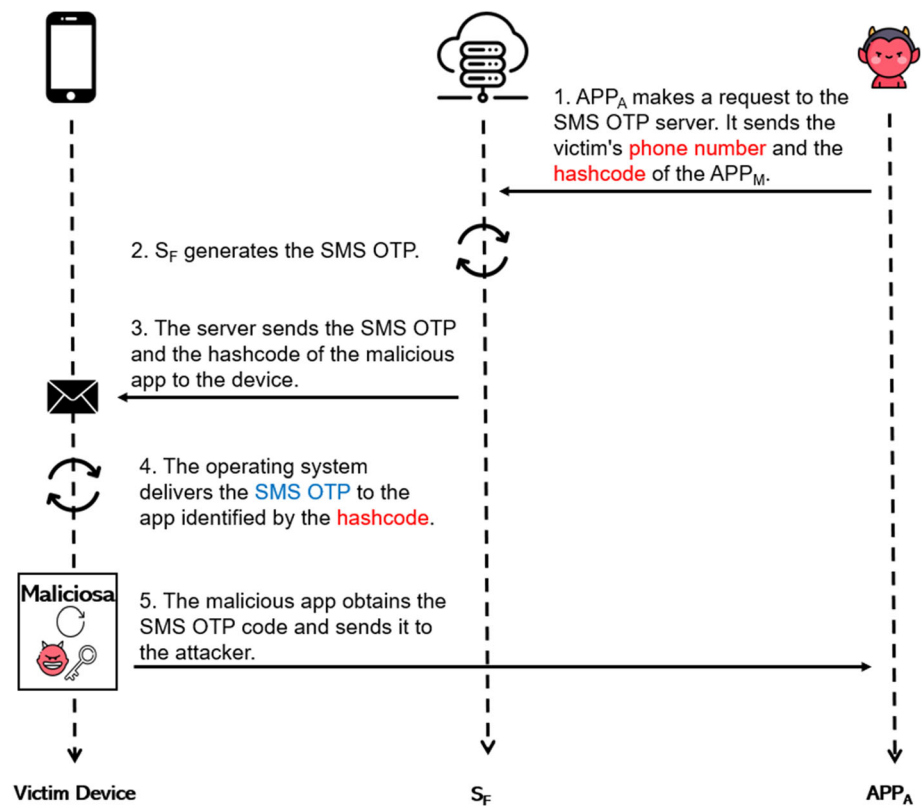 1. APPA makes a request to the
SMS OTP server. It sends the
victim's phone number and the
hashcode of the APPM.
2. SF generates the SMS OTP.
3. The server sends the SMS OTP
and the hashcode of the malicious
app to the device.
4. The operating system
delivers the SMS OTP to the
app identified by the hashcode.
Maliciosa
5. The malicious app obtains the
SMS OTP code and sends it to
the attacker.
Victim Device
SF
APPA